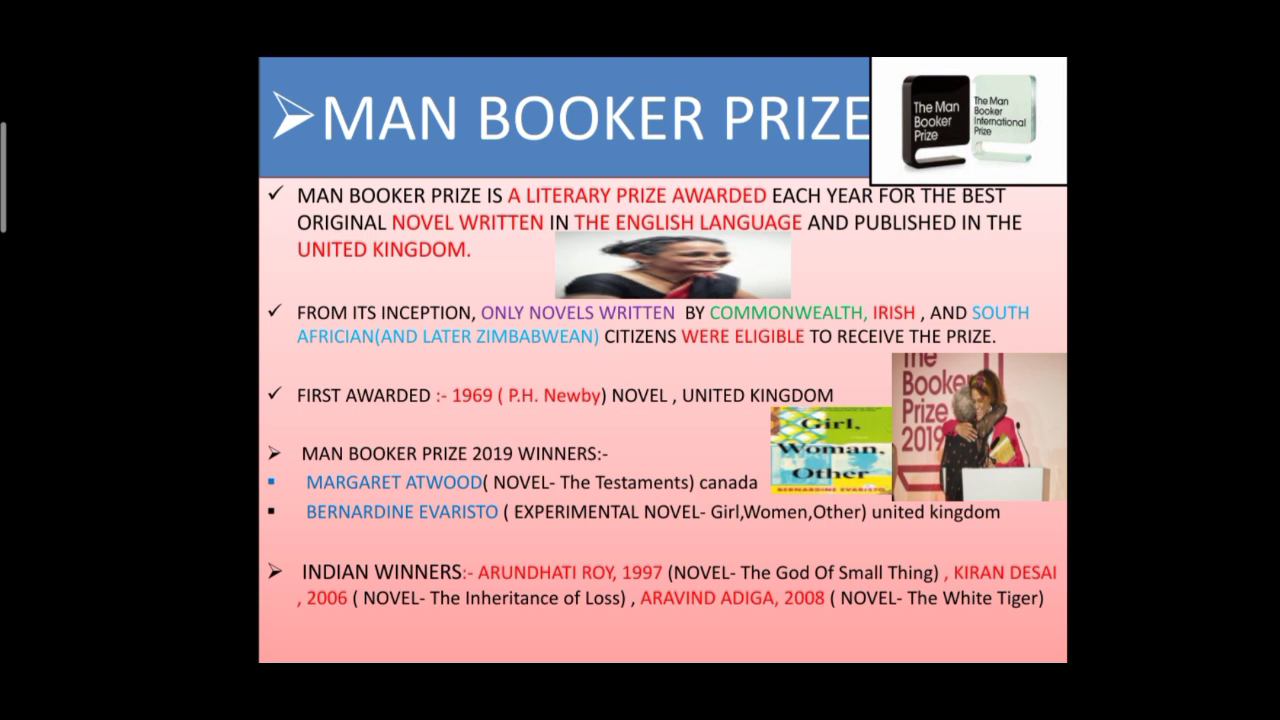 ➢MAN BOOKER PRIZE
The Man
Booker
Prize
The Man
Booker
International
Prize
✓ MAN BOOKER PRIZE IS A LITERARY PRIZE AWARDED EACH YEAR FOR THE BEST
ORIGINAL NOVEL WRITTEN IN THE ENGLISH LANGUAGE AND PUBLISHED IN THE
UNITED KINGDOM.
✓ FROM ITS INCEPTION, ONLY NOVELS WRITTEN BY COMMONWEALTH, IRISH , AND SOUTH
AFRICIAN(AND LATER ZIMBABWEAN) CITIZENS WERE ELIGIBLE TO RECEIVE THE PRIZE.
The
Booker
Prize
2019
✓ FIRST AWARDED :- 1969 ( P.H. Newby) NOVEL , UNITED KINGDOM
Girl,
Woman,
Other
BERNARDINE EVARISTO
➢ MAN BOOKER PRIZE 2019 WINNERS:-
▪ MARGARET ATWOOD( NOVEL- The Testaments) canada
▪ BERNARDINE EVARISTO ( EXPERIMENTAL NOVEL- Girl,Women,Other) united kingdom
➢ INDIAN WINNERS:- ARUNDHATI ROY, 1997 (NOVEL- The God Of Small Thing) , KIRAN DESAI
, 2006 ( NOVEL- The Inheritance of Loss) , ARAVIND ADIGA, 2008 ( NOVEL- The White Tiger)